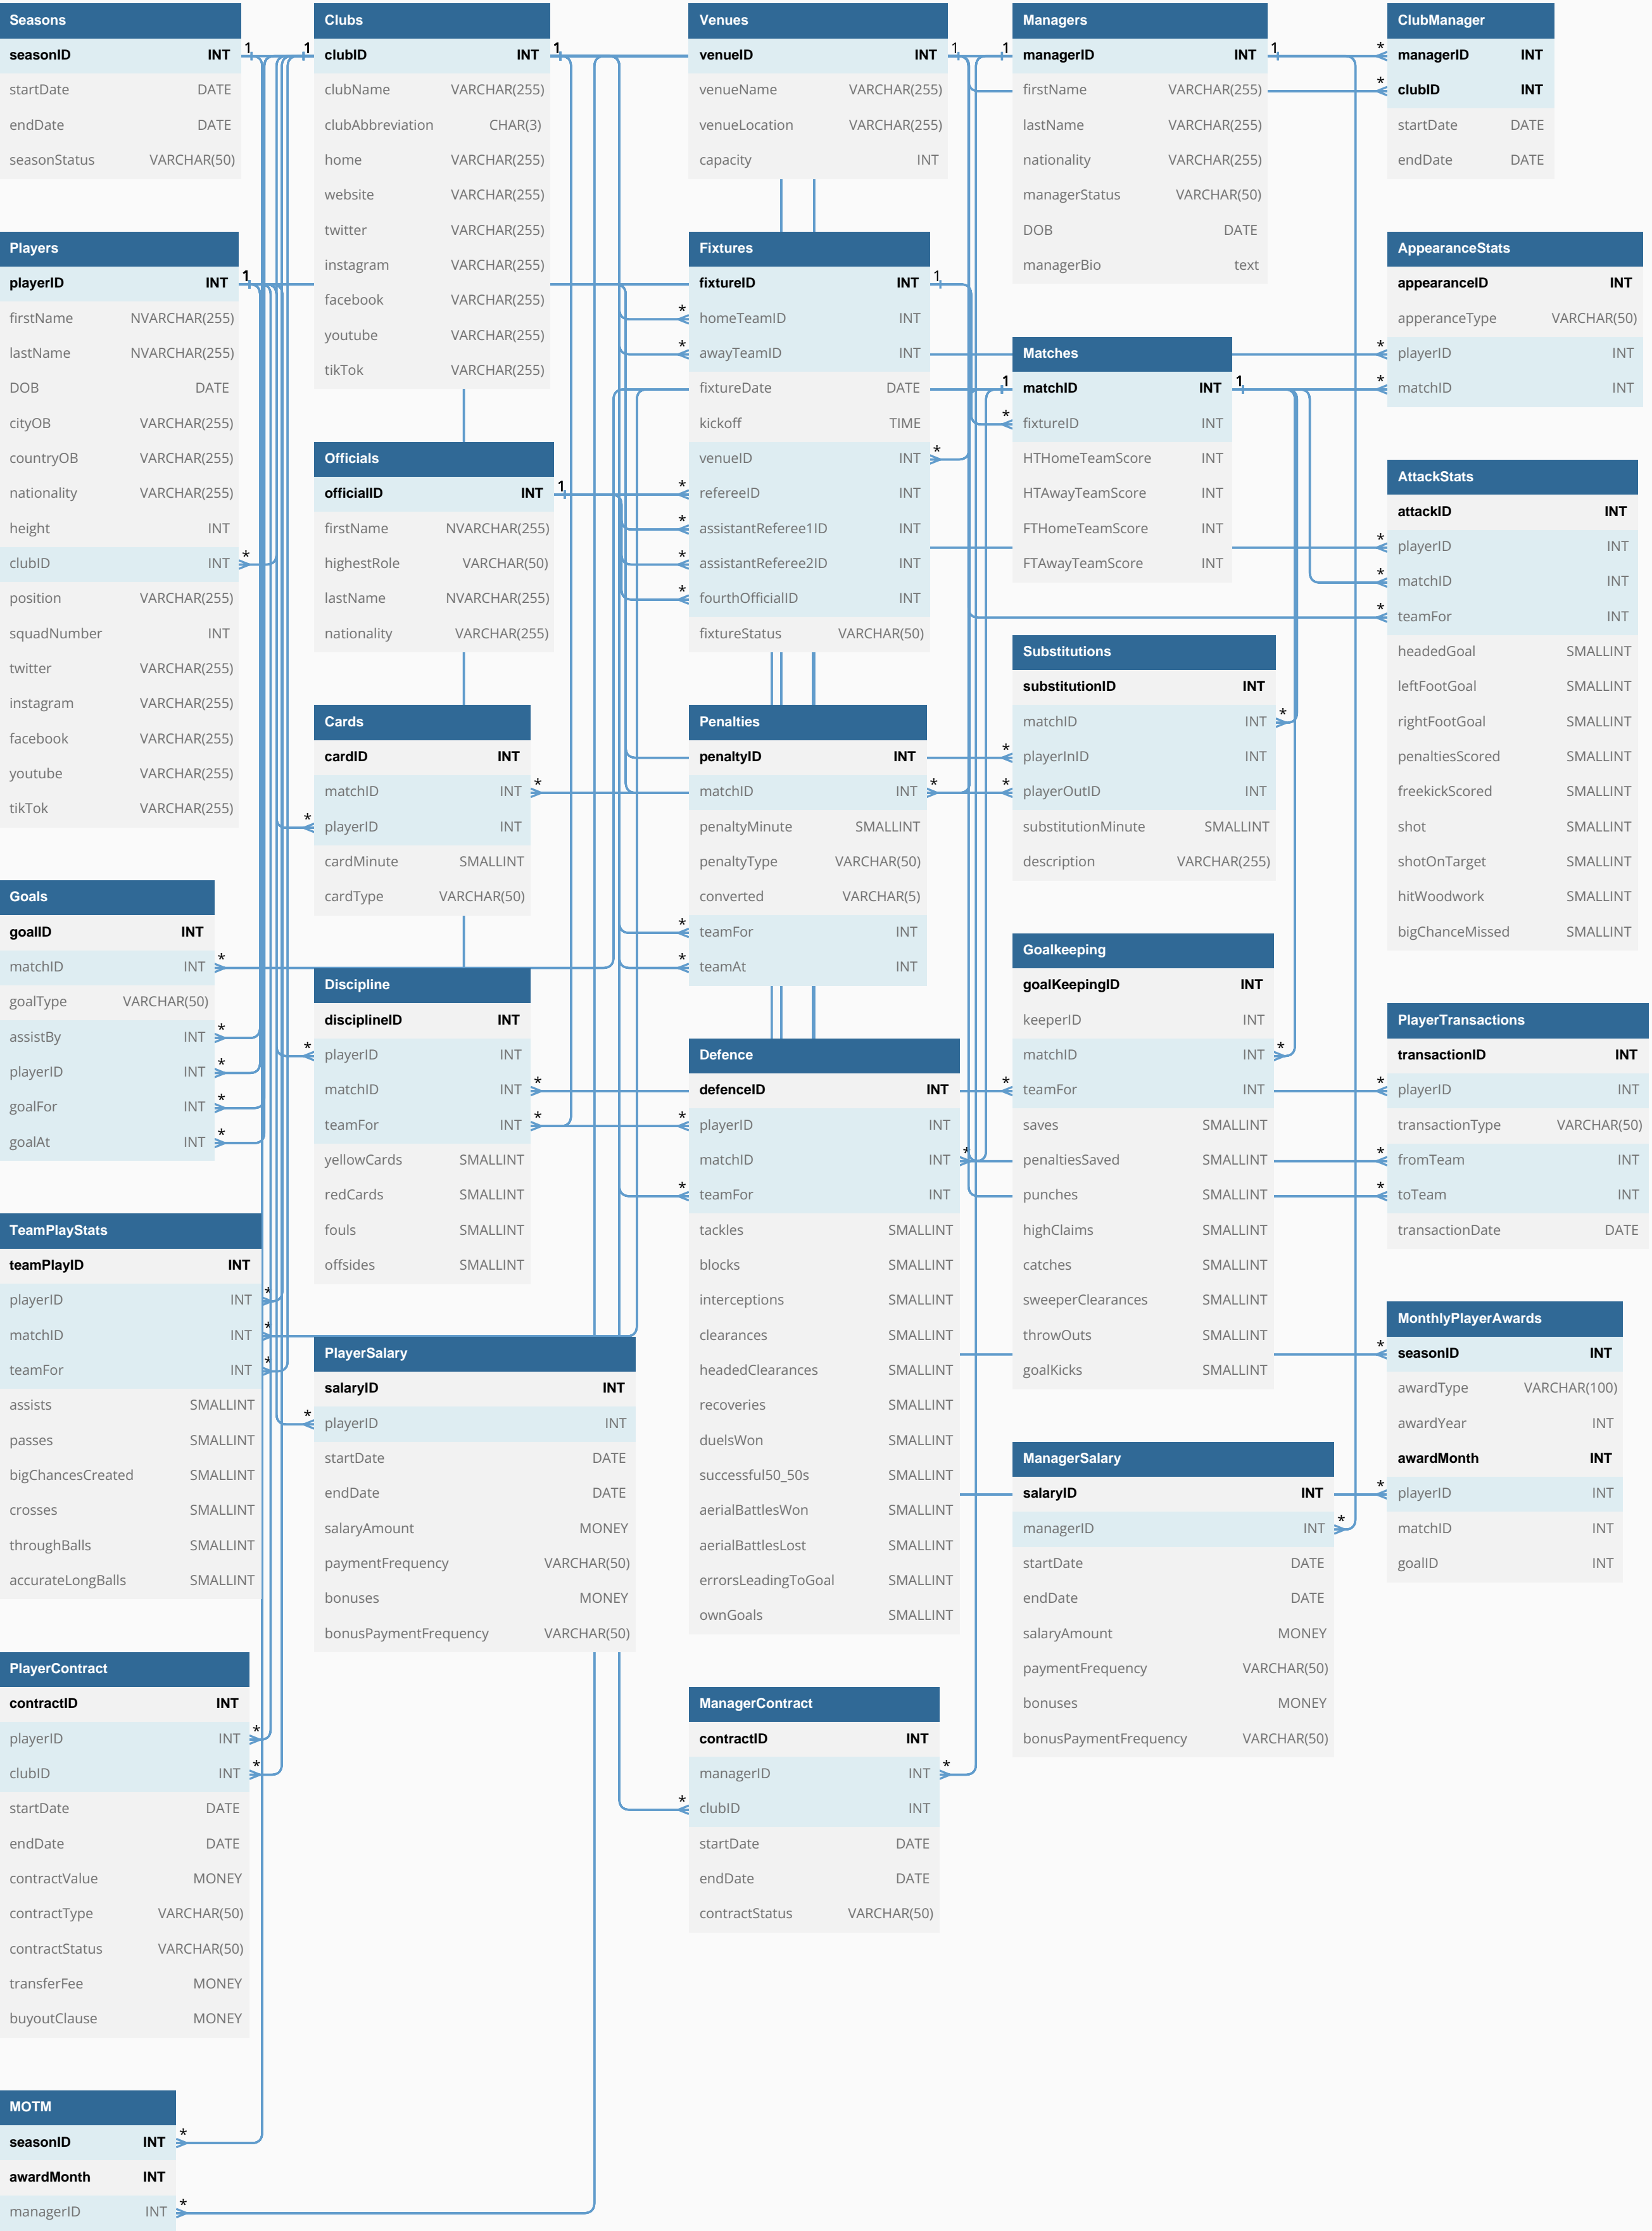 Seasons
seasonID INT
startDate DATE
endDate DATE
seasonStatus VARCHAR(50)
Clubs
clubID INT
clubName VARCHAR(255)
clubAbbreviation CHAR(3)
home VARCHAR(255)
website VARCHAR(255)
twitter VARCHAR(255)
instagram VARCHAR(255)
facebook VARCHAR(255)
youtube VARCHAR(255)
tikTok VARCHAR(255)
Venues
venueID INT
venueName VARCHAR(255)
venueLocation VARCHAR(255)
capacity INT
Managers
managerID INT
firstName VARCHAR(255)
lastName VARCHAR(255)
nationality VARCHAR(255)
managerStatus VARCHAR(50)
DOB DATE
managerBio text
ClubManager
managerID INT
clubID INT
startDate DATE
endDate DATE
Players
playerID INT
firstName NVARCHAR(255)
lastName NVARCHAR(255)
DOB DATE
cityOB VARCHAR(255)
countryOB VARCHAR(255)
nationality VARCHAR(255)
height INT
clubID INT
position VARCHAR(255)
squadNumber INT
twitter VARCHAR(255)
instagram VARCHAR(255)
facebook VARCHAR(255)
youtube VARCHAR(255)
tikTok VARCHAR(255)
Fixtures
fixtureID INT
homeTeamID INT
awayTeamID INT
fixtureDate DATE
kickoff TIME
venueID INT
refereeID INT
assistantReferee1ID INT
assistantReferee2ID INT
fourthOfficialID INT
fixtureStatus VARCHAR(50)
Matches
matchID INT
fixtureID INT
HTHomeTeamScore INT
HTAwayTeamScore INT
FTHomeTeamScore INT
FTAwayTeamScore INT
AppearanceStats
appearanceID INT
apperanceType VARCHAR(50)
playerID INT
matchID INT
Officials
officialID INT
firstName NVARCHAR(255)
highestRole VARCHAR(50)
lastName NVARCHAR(255)
nationality VARCHAR(255)
AttackStats
attackID INT
playerID INT
matchID INT
teamFor INT
headedGoal SMALLINT
leftFootGoal SMALLINT
rightFootGoal SMALLINT
penaltiesScored SMALLINT
freekickScored SMALLINT
shot SMALLINT
shotOnTarget SMALLINT
hitWoodwork SMALLINT
bigChanceMissed SMALLINT
Substitutions
substitutionID INT
matchID INT
playerInID INT
playerOutID INT
substitutionMinute SMALLINT
description VARCHAR(255)
Cards
cardID INT
matchID INT
playerID INT
cardMinute SMALLINT
cardType VARCHAR(50)
Penalties
penaltyID INT
matchID INT
penaltyMinute SMALLINT
penaltyType VARCHAR(50)
converted VARCHAR(5)
teamFor INT
teamAt INT
Goals
goalID INT
matchID INT
goalType VARCHAR(50)
assistBy INT
playerID INT
goalFor INT
goalAt INT
Discipline
disciplineID INT
playerID INT
matchID INT
teamFor INT
yellowCards SMALLINT
redCards SMALLINT
fouls SMALLINT
offsides SMALLINT
Defence
defenceID INT
playerID INT
matchID INT
teamFor INT
tackles SMALLINT
blocks SMALLINT
interceptions SMALLINT
clearances SMALLINT
headedClearances SMALLINT
recoveries SMALLINT
duelsWon SMALLINT
successful50_50s SMALLINT
aerialBattlesWon SMALLINT
aerialBattlesLost SMALLINT
errorsLeadingToGoal SMALLINT
ownGoals SMALLINT
Goalkeeping
goalKeepingID INT
keeperID INT
matchID INT
teamFor INT
saves SMALLINT
penaltiesSaved SMALLINT
punches SMALLINT
highClaims SMALLINT
catches SMALLINT
sweeperClearances SMALLINT
throwOuts SMALLINT
goalKicks SMALLINT
PlayerTransactions
transactionID INT
playerID INT
transactionType VARCHAR(50)
fromTeam INT
toTeam INT
transactionDate DATE
TeamPlayStats
teamPlayID INT
playerID INT
matchID INT
teamFor INT
assists SMALLINT
passes SMALLINT
bigChancesCreated SMALLINT
crosses SMALLINT
throughBalls SMALLINT
accurateLongBalls SMALLINT
PlayerSalary
salaryID INT
playerID INT
startDate DATE
endDate DATE
salaryAmount MONEY
paymentFrequency VARCHAR(50)
bonuses MONEY
bonusPaymentFrequency VARCHAR(50)
MonthlyPlayerAwards
seasonID INT
awardType VARCHAR(100)
awardYear INT
awardMonth INT
playerID INT
matchID INT
goalID INT
ManagerSalary
salaryID INT
managerID INT
startDate DATE
endDate DATE
salaryAmount MONEY
paymentFrequency VARCHAR(50)
bonuses MONEY
bonusPaymentFrequency VARCHAR(50)
PlayerContract
contractID INT
playerID INT
clubID INT
startDate DATE
endDate DATE
contractValue MONEY
contractType VARCHAR(50)
contractStatus VARCHAR(50)
transferFee MONEY
buyoutClause MONEY
ManagerContract
contractID INT
managerID INT
clubID INT
startDate DATE
endDate DATE
contractStatus VARCHAR(50)
MOTM
seasonID INT
awardMonth INT
managerID INT